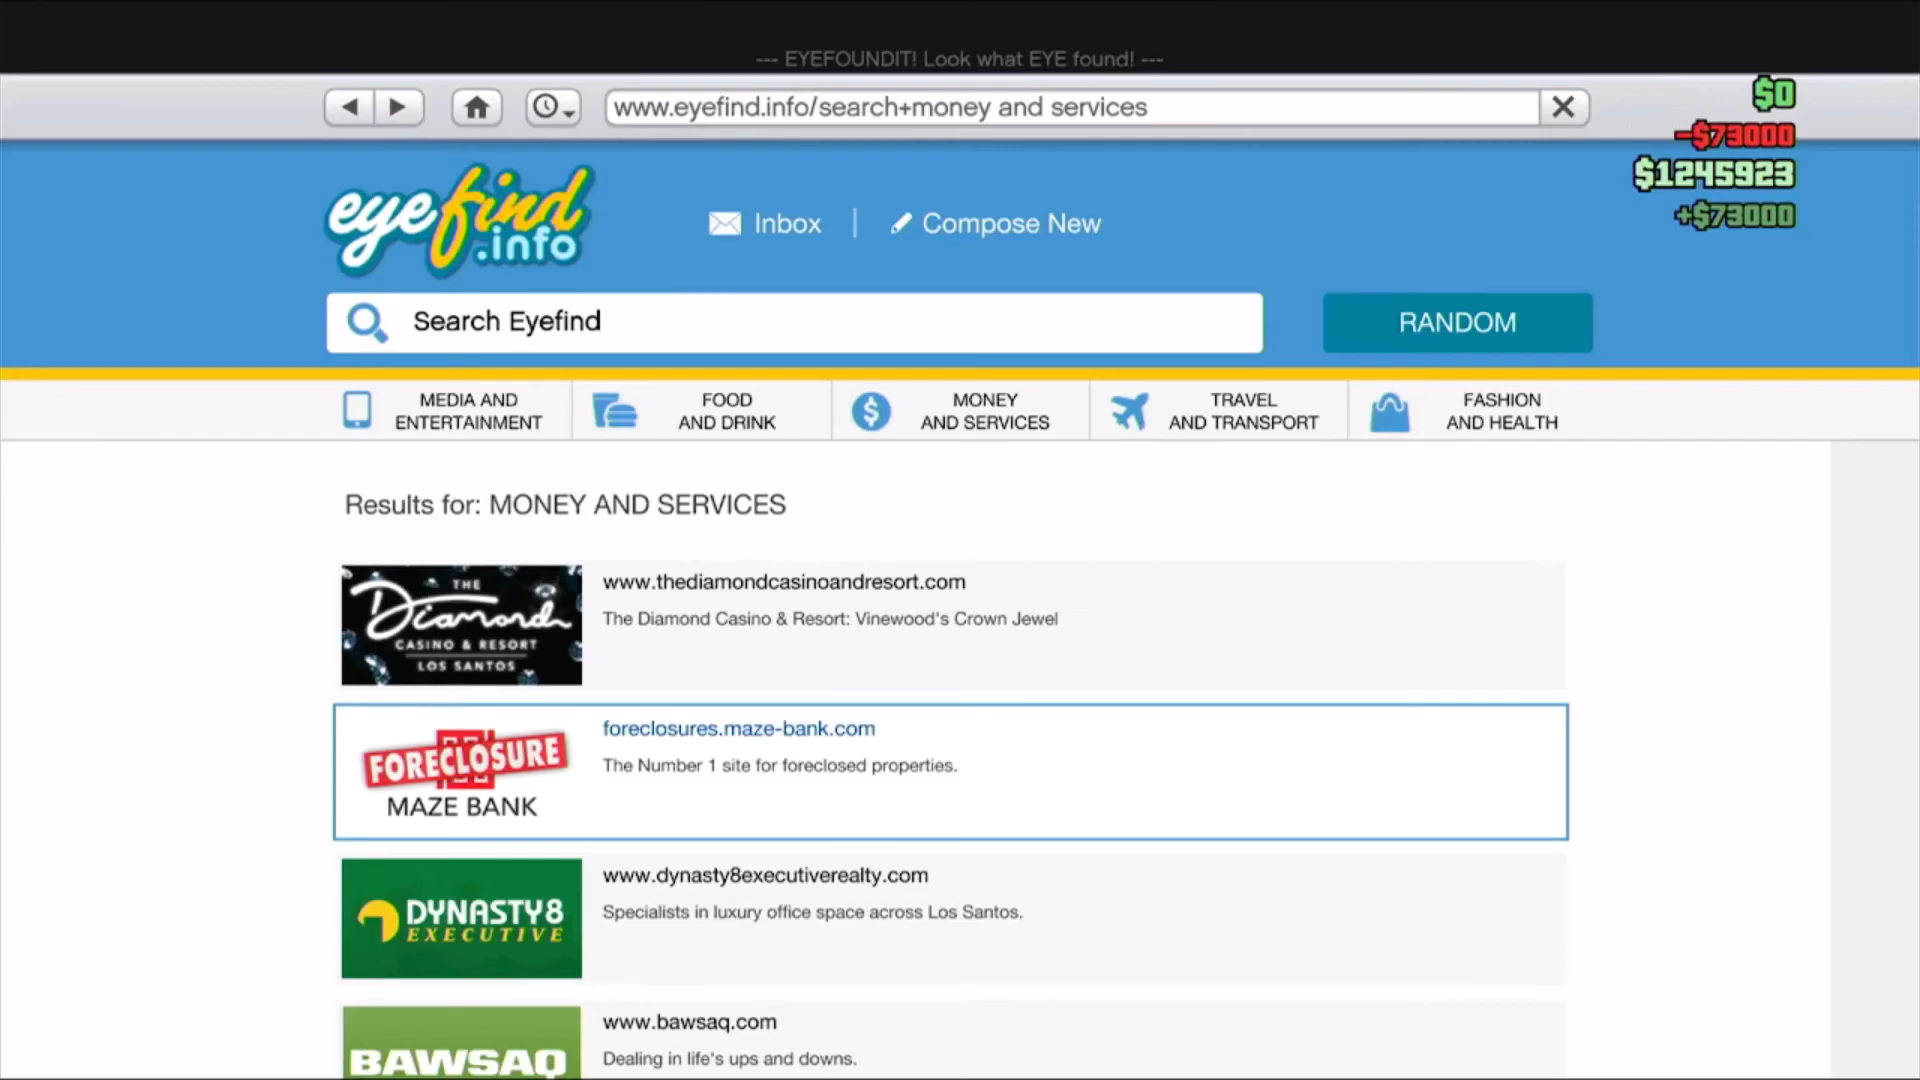 --- EYEFOUNDIT! Look what EYE found! ---
www.eyefind.info/search+money and services
$0
-$73000
$1245923
+$73000
eyefind
.info
Inbox
Compose New
Search Eyefind
RANDOM
MEDIA AND
ENTERTAINMENT
FOOD
AND DRINK
MONEY
AND SERVICES
TRAVEL
AND TRANSPORT
FASHION
AND HEALTH
Results for: MONEY AND SERVICES
THE
Diamond
CASINO & RESORT
LOS SANTOS
www.thediamondcasinoandresort.com
The Diamond Casino & Resort: Vinewood's Crown Jewel
FORECLOSURE
MAZE BANK
foreclosures.maze-bank.com
The Number 1 site for foreclosed properties.
DYNASTY8
EXECUTIVE
www.dynasty8executiverealty.com
Specialists in luxury office space across Los Santos.
BAWSAQ
www.bawsaq.com
Dealing in life's ups and downs.